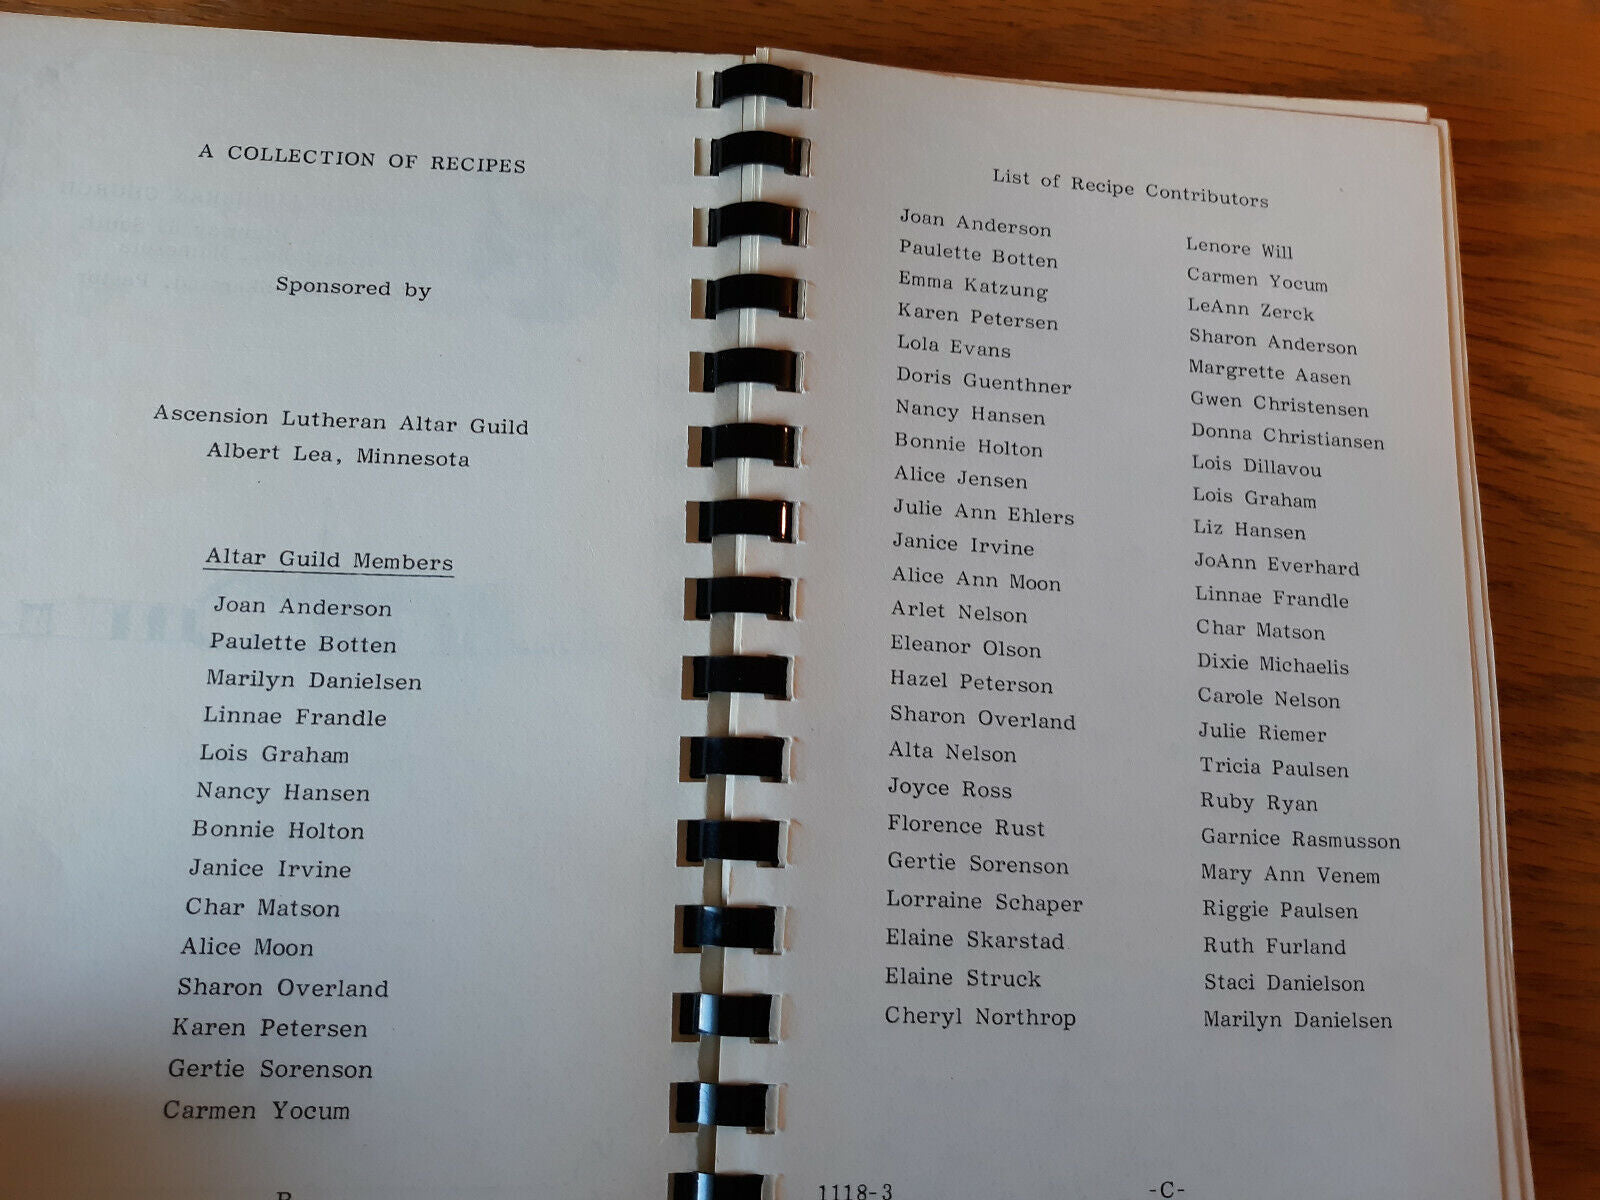 A COLLECTION OF RECIPES
Sponsored by
Ascension Lutheran Altar Guild
Albert Lea, Minnesota
Altar Guild Members
Joan Anderson
Paulette Botten
Marilyn Danielsen
Linnae Frandle
Lois Graham
Nancy Hansen
Bonnie Holton
Janice Irvine
Char Matson
Alice Moon
Sharon Overland
Karen Petersen
Gertie Sorenson
Carmen Yocum
List of Recipe Contributors
Joan Anderson
Paulette Botten
Emma Katzung
Karen Petersen
Lola Evans
Doris Guenthner
Nancy Hansen
Bonnie Holton
Alice Jensen
Julie Ann Ehlers
Janice Irvine
Alice Ann Moon
Arlet Nelson
Eleanor Olson
Hazel Peterson
Sharon Overland
Alta Nelson
Joyce Ross
Florence Rust
Gertie Sorenson
Lorraine Schaper
Elaine Skarstad
Elaine Struck
Cheryl Northrop
Lenore Will
Carmen Yocum
LeAnn Zerck
Sharon Anderson
Margrette Aasen
Gwen Christensen
Donna Christiansen
Lois Dillavou
Lois Graham
Liz Hansen
JoAnn Everhard
Linnae Frandle
Char Matson
Dixie Michaelis
Carole Nelson
Julie Riemer
Tricia Paulsen
Ruby Ryan
Garnice Rasmusson
Mary Ann Venem
Riggie Paulsen
Ruth Furland
Staci Danielson
Marilyn Danielsen
1118-3
-C-